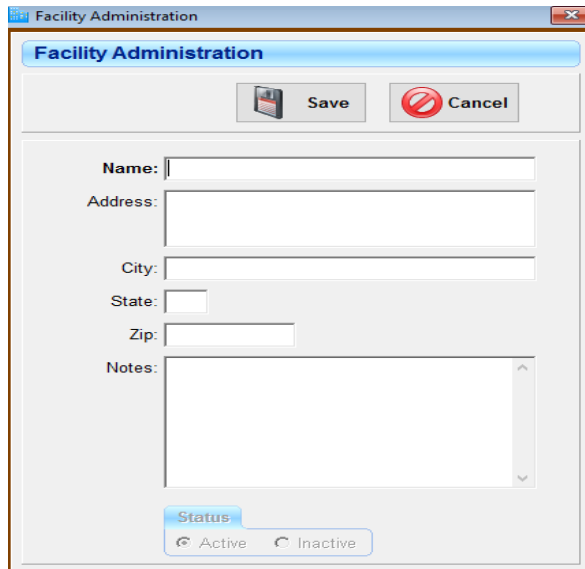 Facility Administration
Facility Administration
Save Cancel
Name:
Address:
City:
State:
Zip:
Notes:
Status
Active Inactive